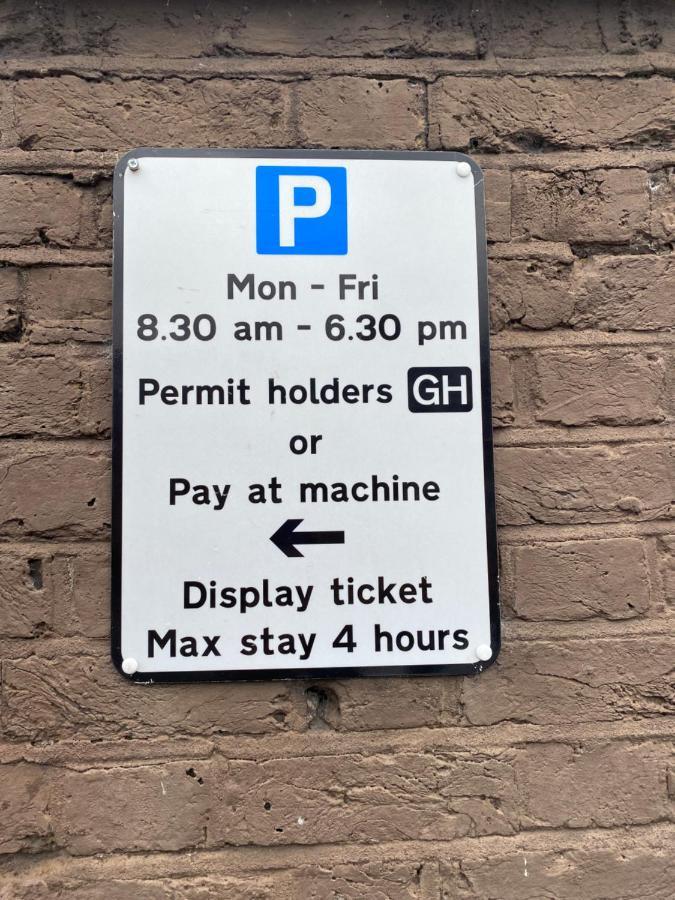 P
Mon - Fri
8.30 am - 6.30 pm
Permit holders GH
or
Pay at machine
Display ticket
Max stay 4 hours